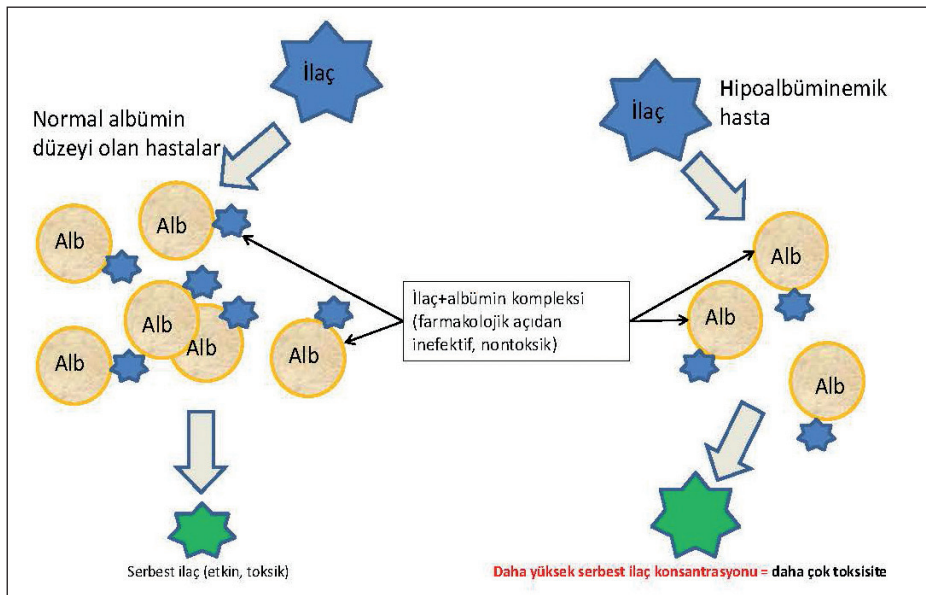 İlaç
Normal albümin
düzeyi olan hastalar
Alb
Alb
Alb
Alb
Alb
Alb
Serbest ilaç (etkin, toksik)
İlaç+albümin kompleksi
(farmakolojik açıdan
inefektif, nontoksik)
İlaç
Hipoalbüminemik
hasta
Alb
Alb
Alb
Daha yüksek serbest ilaç konsantrasyonu = daha çok toksisite